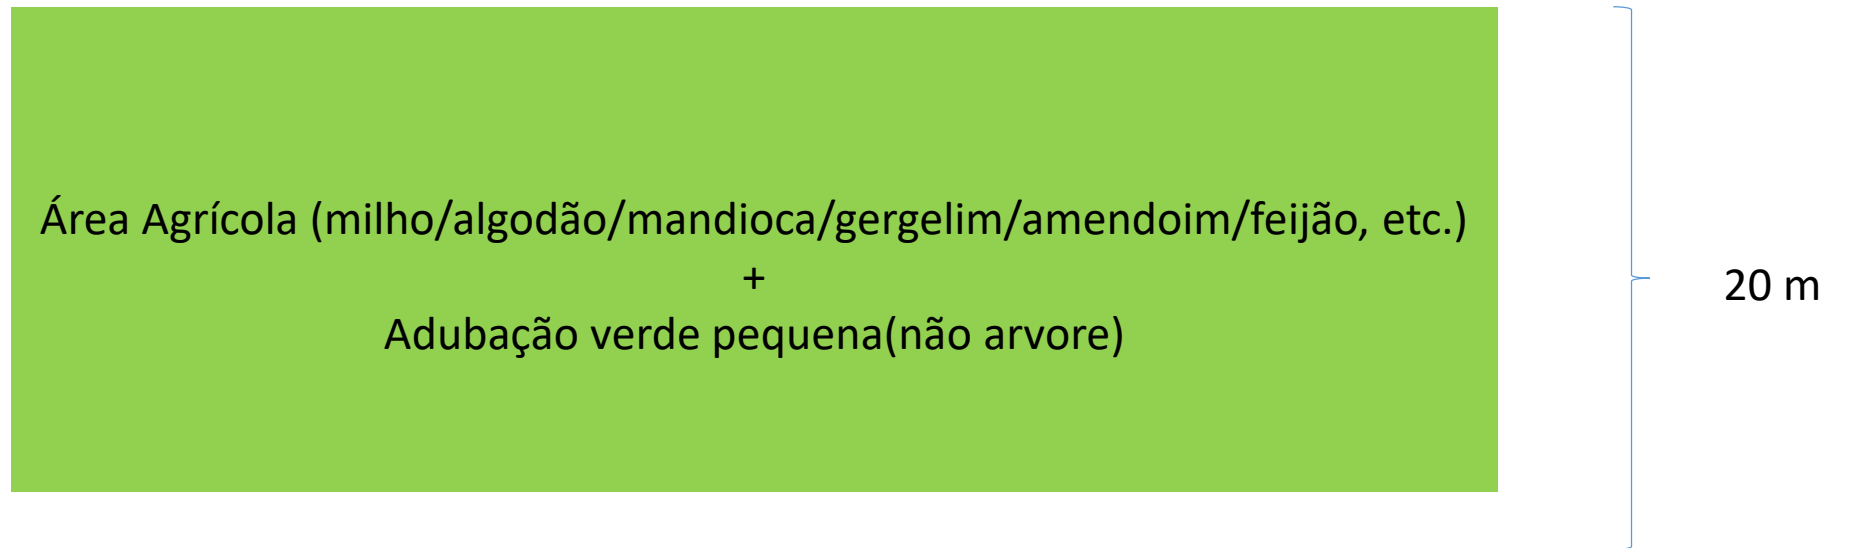 Área Agrícola (milho/algodão/mandioca/gergelim/amendoim/feijão, etc.)
+
Adubação verde pequena(não arvore)
20 m